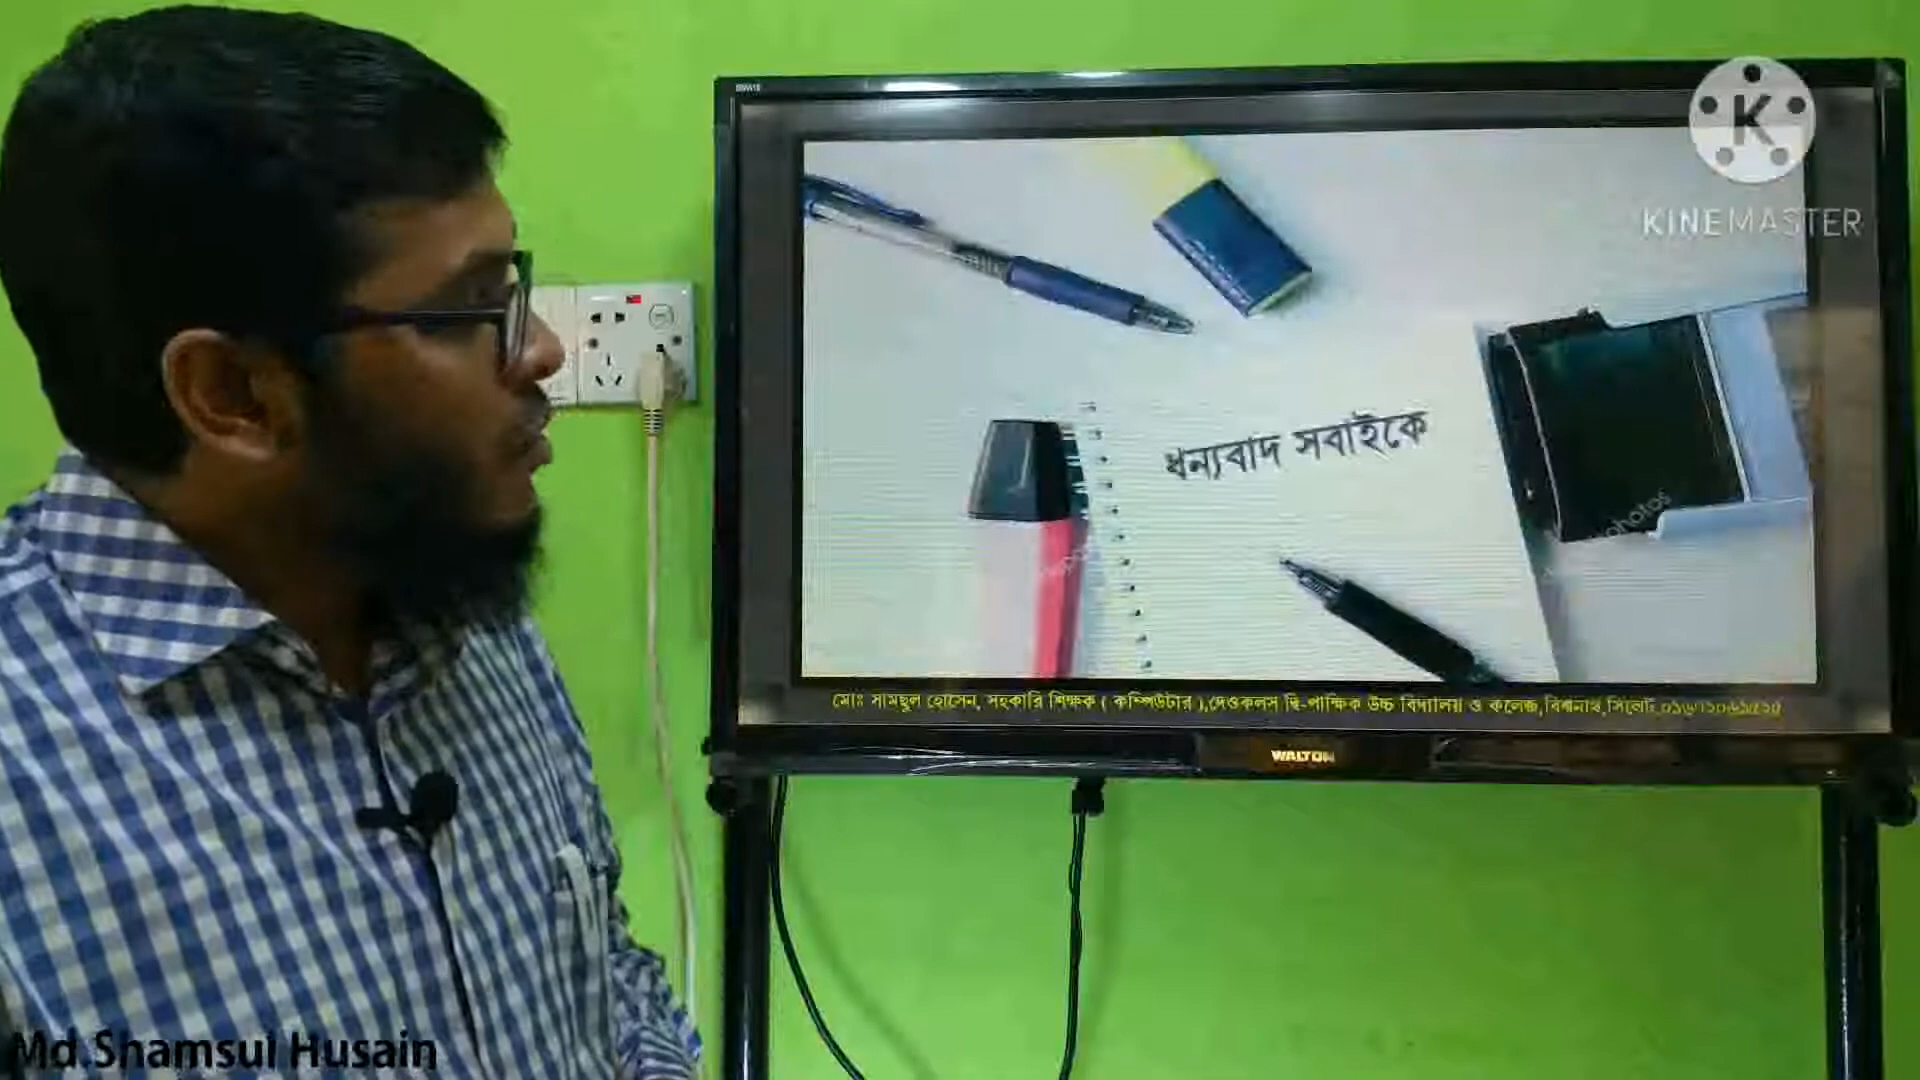 KINEMASTER
ধন্যবাদ সবাইকে
photos
মোঃ সামছুল হোসেন, সহকারি শিক্ষক ( কম্পিউটার ),দেওকলস দ্বি-পাক্ষিক উচ্চ বিদ্যালয় ও কলেজ,বিশ্বনাথ,সিলেট
WALTON
Md.Shamsul Husain